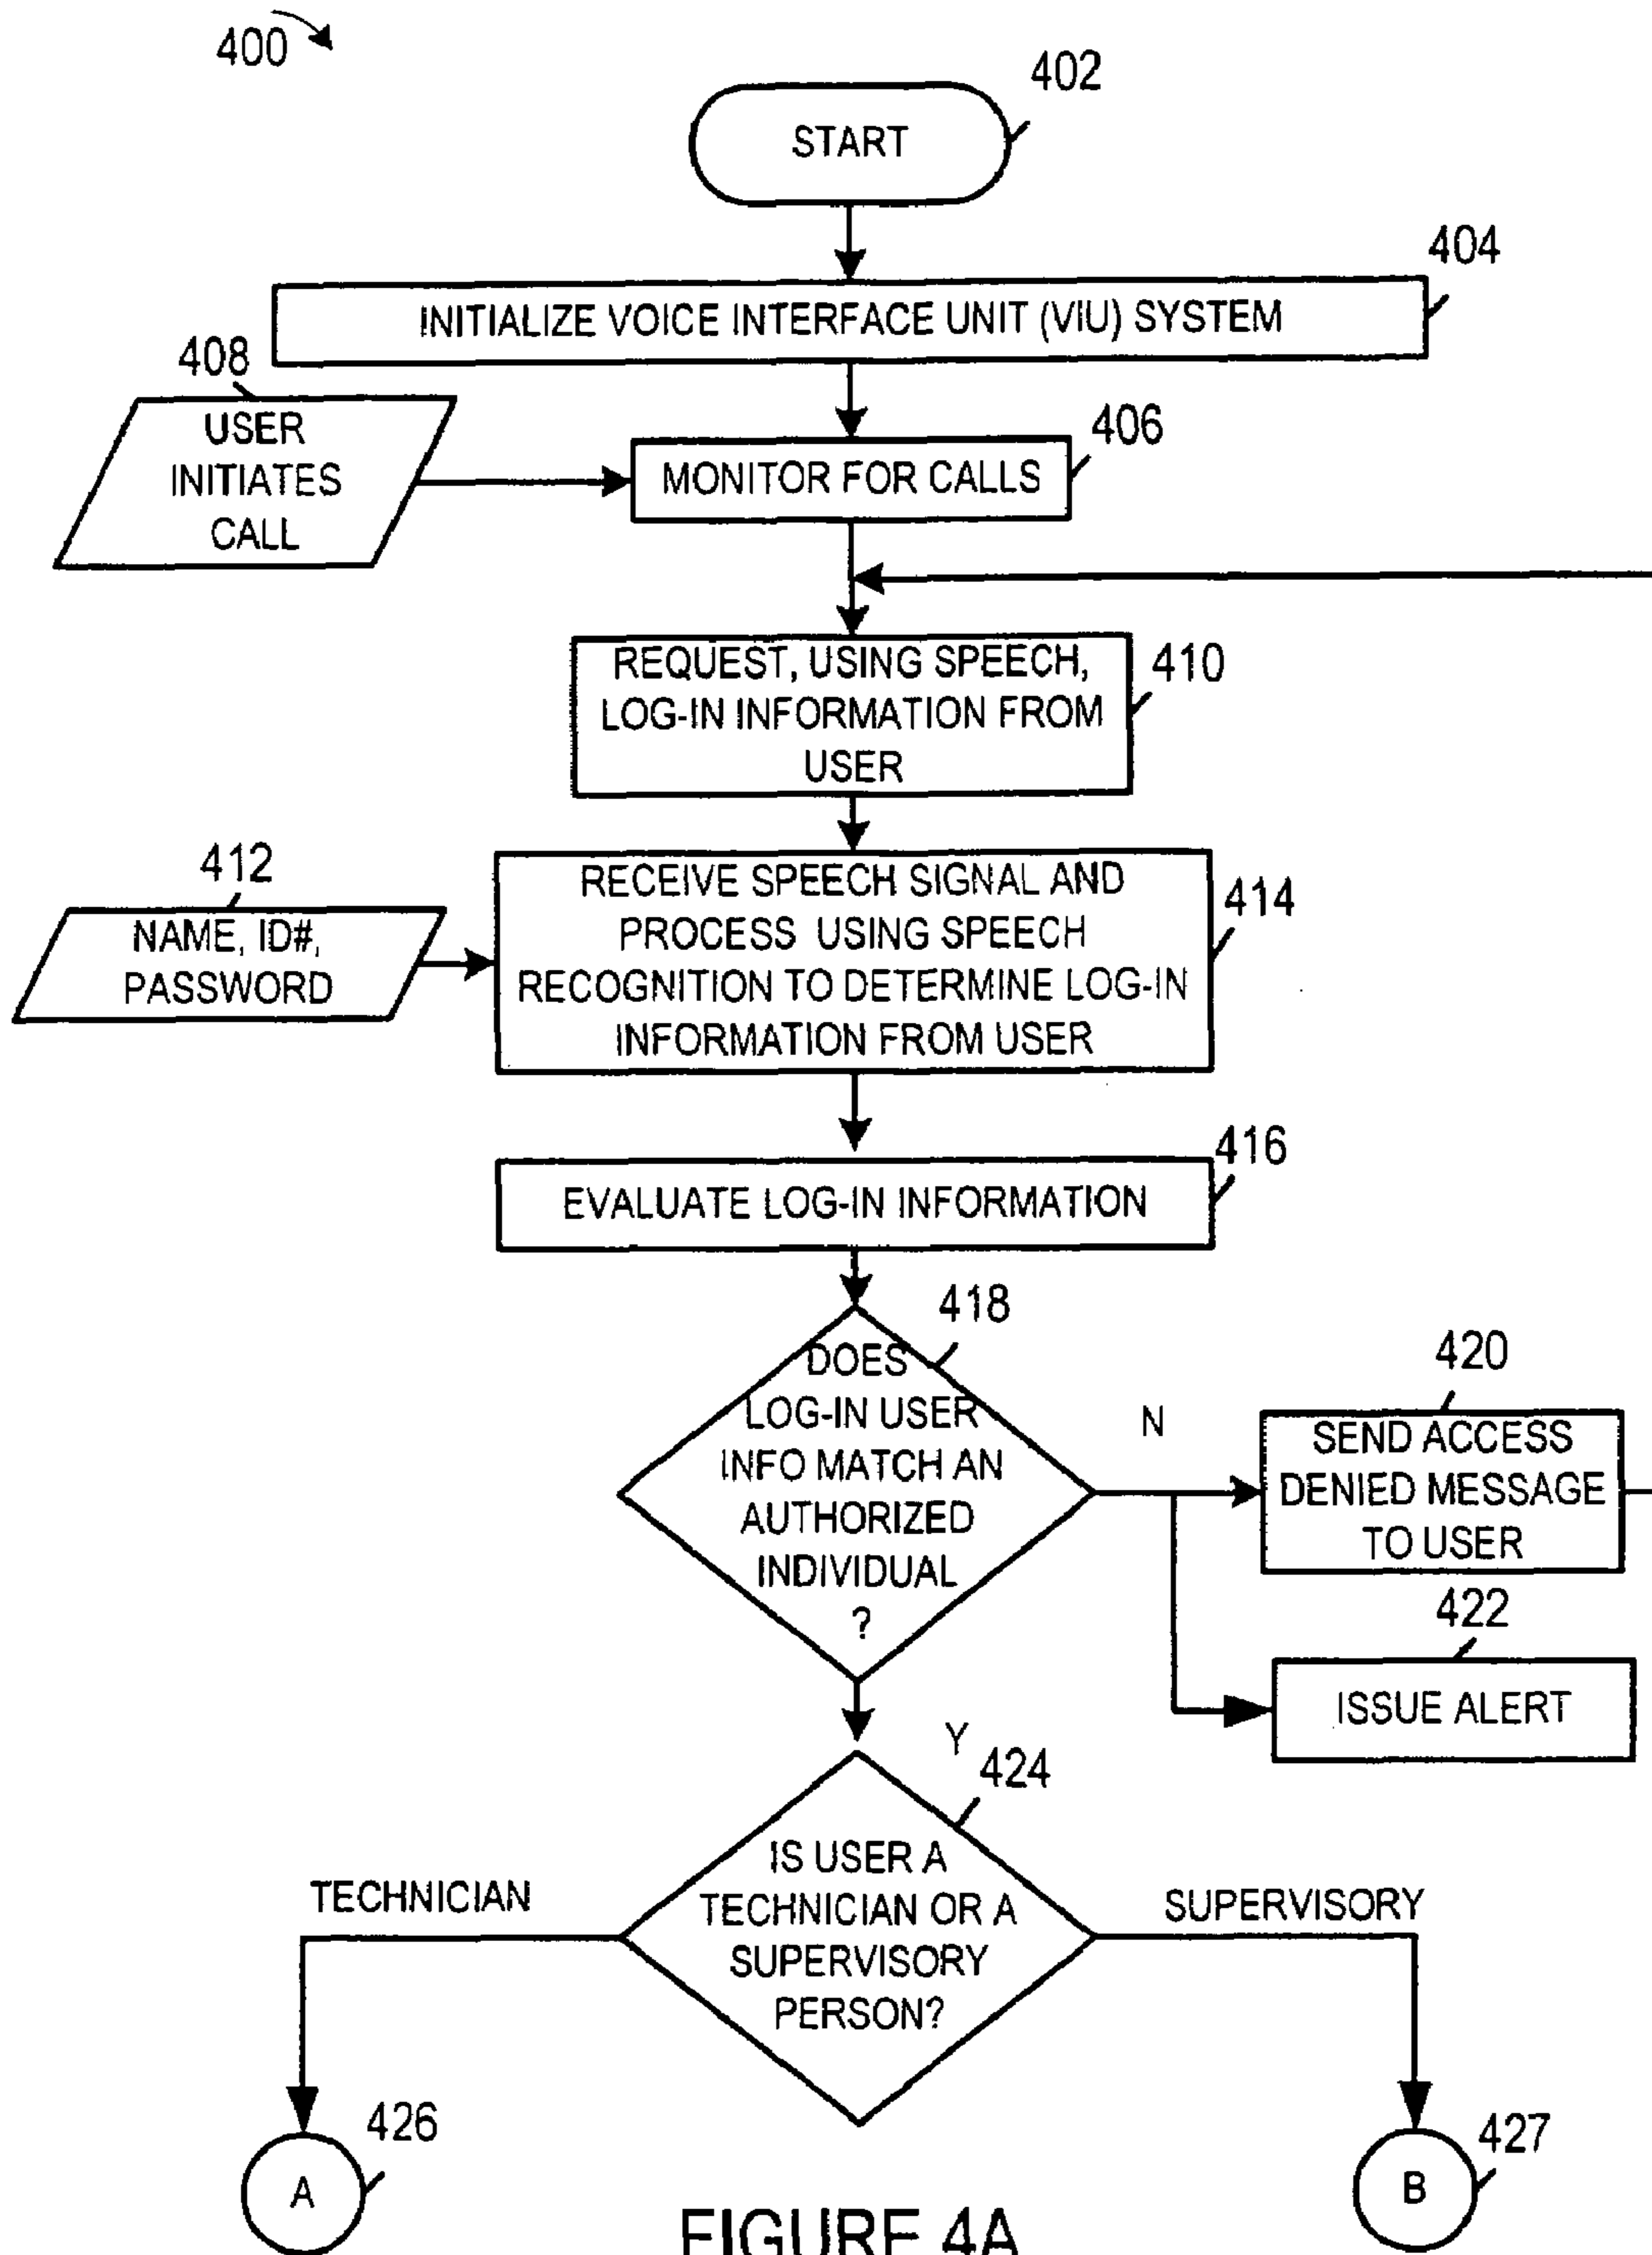 400
402
START
404
INITIALIZE VOICE INTERFACE UNIT (VIU) SYSTEM
408
USER
INITIATES
CALL
406
MONITOR FOR CALLS
REQUEST, USING SPEECH,
LOG-IN INFORMATION FROM
USER
410
412
NAME, ID#,
PASSWORD
RECEIVE SPEECH SIGNAL AND
PROCESS USING SPEECH
RECOGNITION TO DETERMINE LOG-IN
INFORMATION FROM USER
414
416
EVALUATE LOG-IN INFORMATION
418
DOES
LOG-IN USER
INFO MATCH AN
AUTHORIZED
INDIVIDUAL
?
N
420
SEND ACCESS
DENIED MESSAGE
TO USER
422
ISSUE ALERT
Y
424
IS USER A
TECHNICIAN OR A
SUPERVISORY
PERSON?
TECHNICIAN
SUPERVISORY
426
A
427
B
FIGURE 4A